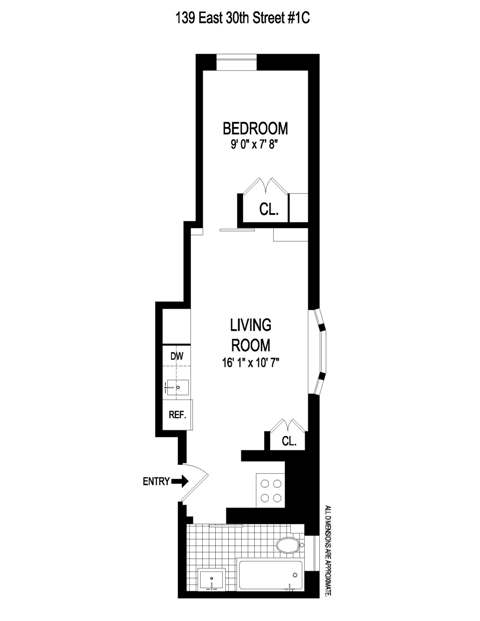 139 East 30th Street #1C
BEDROOM
9' 0" x 7' 8"
CL.
LIVING
ROOM
16' 1" x 10' 7"
DW
REF.
CL.
ENTRY
ALL DIMENSIONS ARE APPROXIMATE.